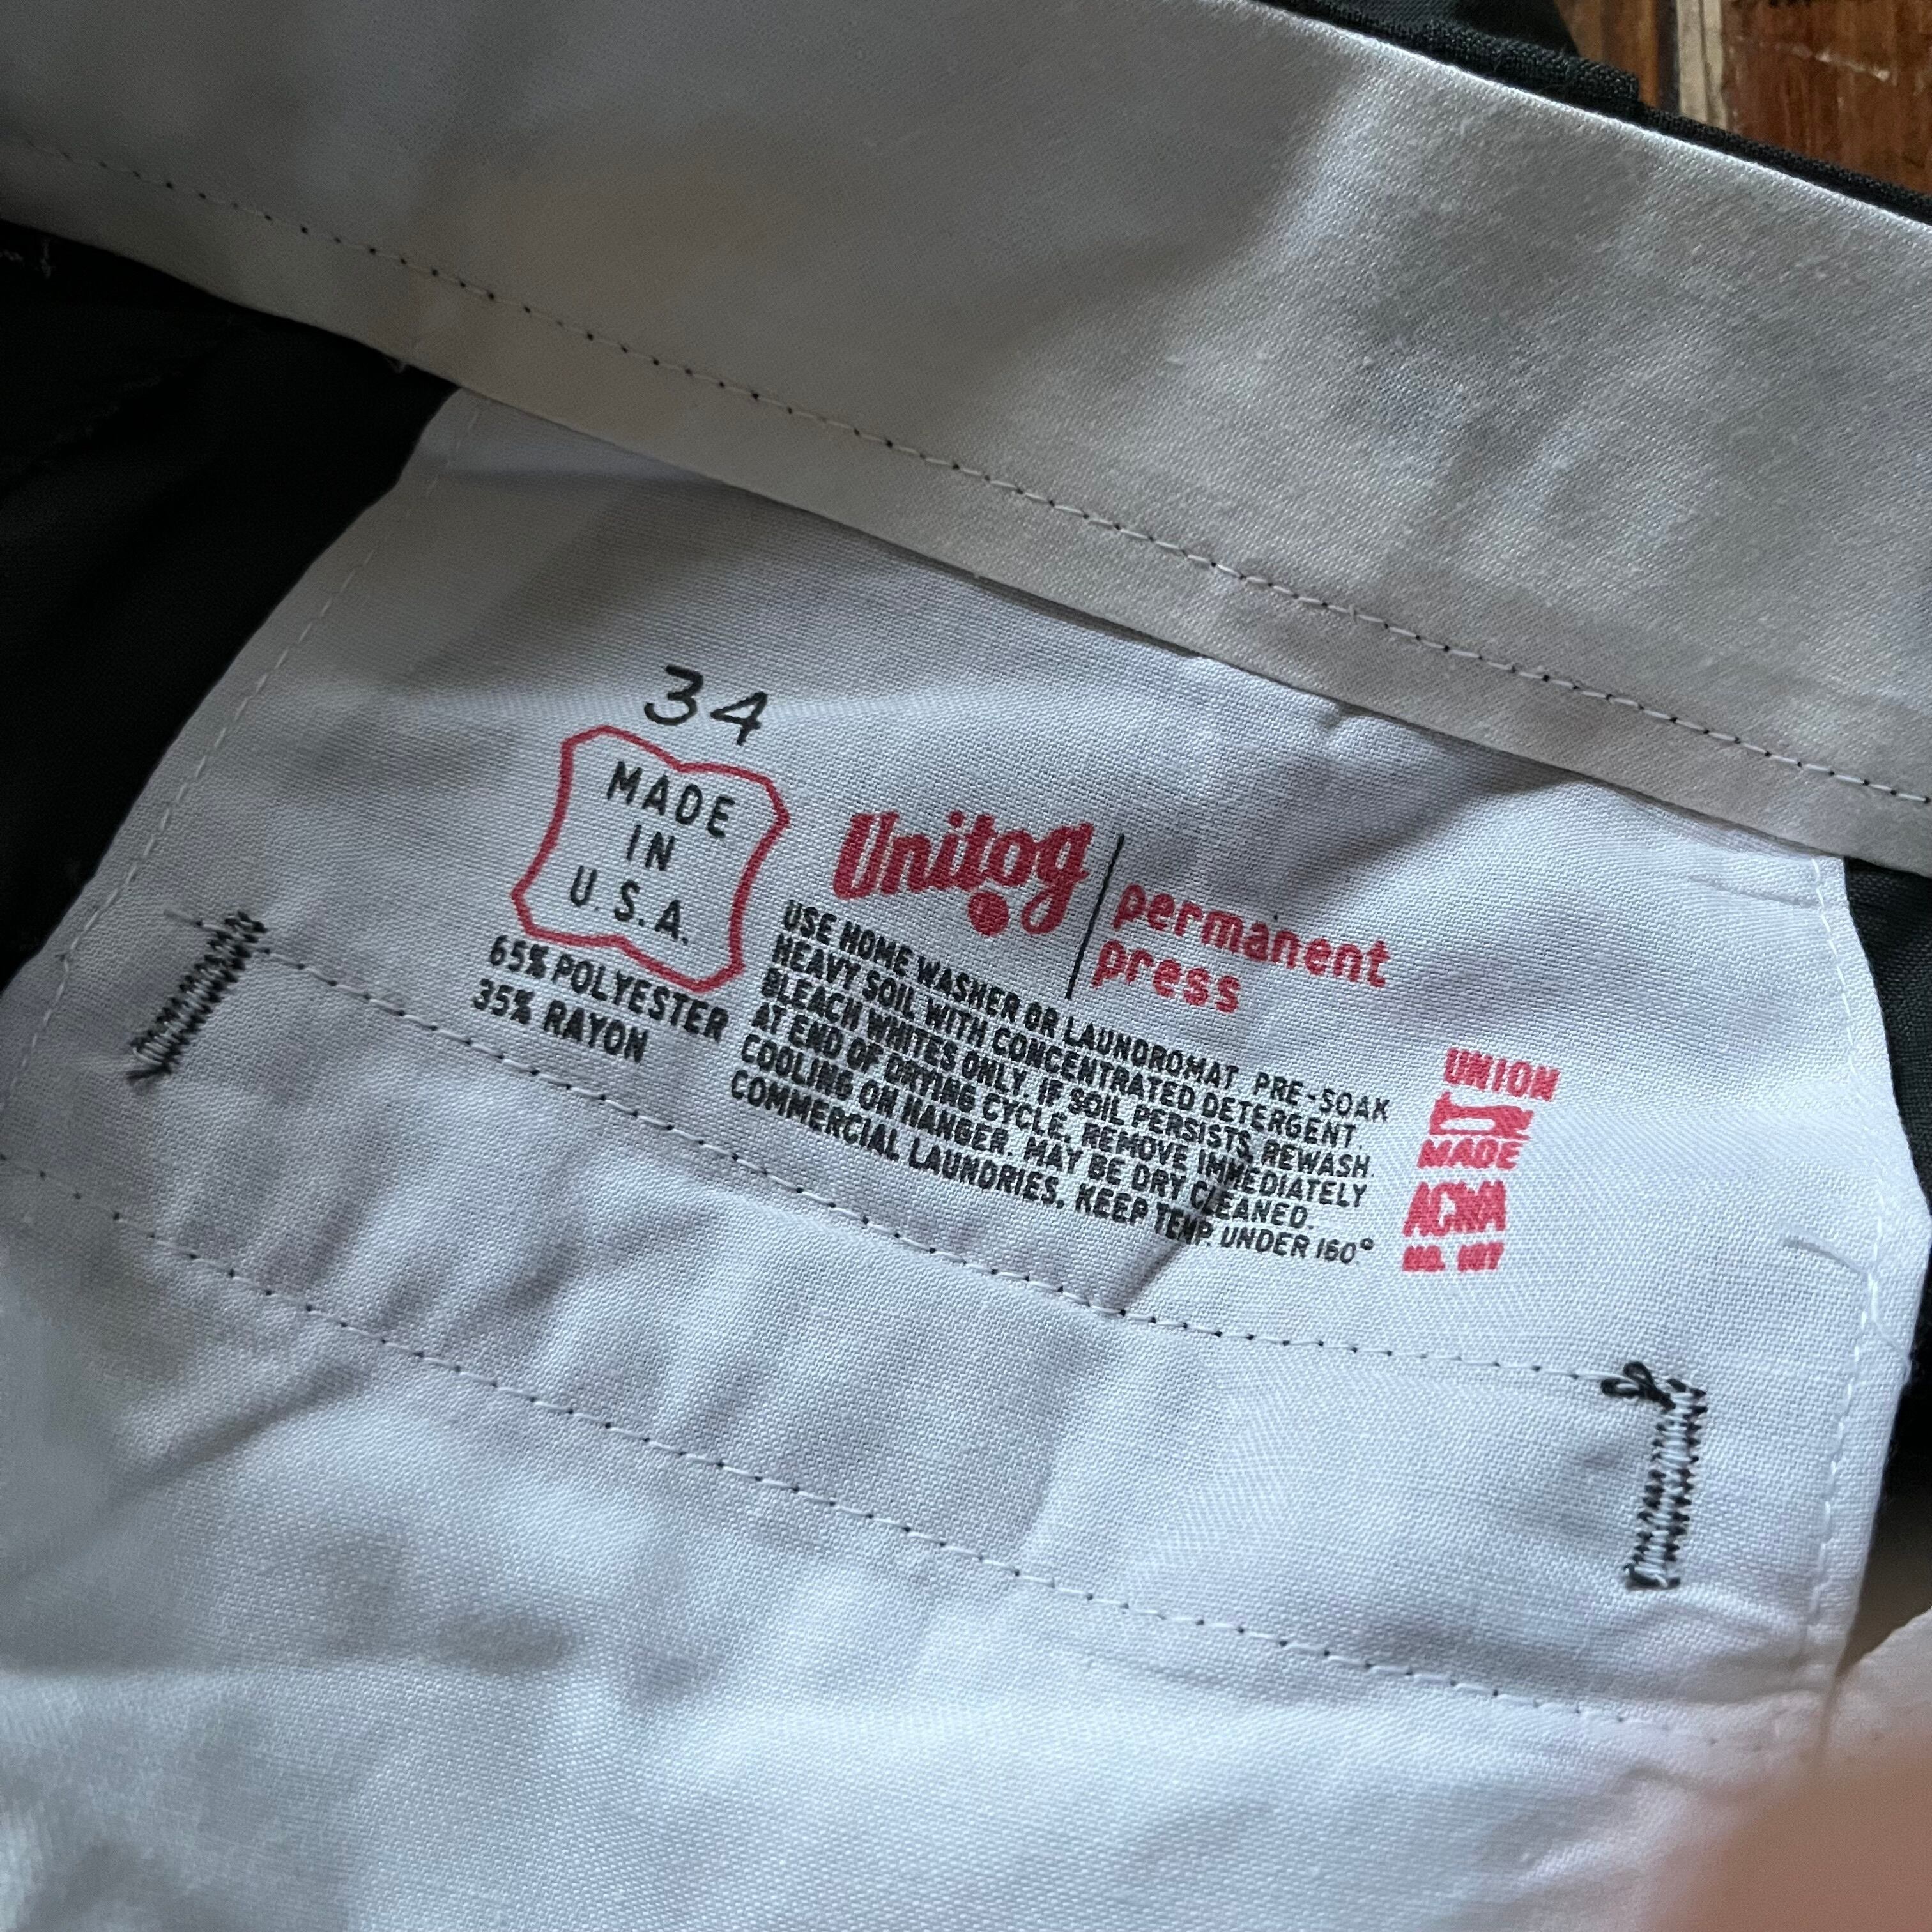 34
MADE
IN
U.S.A.
65% POLYESTER
35% RAYON
Unitog
permanent
press
USE HOME WASHER OR LAUNDROMAT. PRE-SOAK
HEAVY SOIL WITH CONCENTRATED DETERGENT.
BLEACH WHITES ONLY. IF SOIL PERSISTS, REWASH.
AT END OF DRYING CYCLE, REMOVE IMMEDIATELY
COOLING ON HANGER. MAY BE DRY CLEANED.
COMMERCIAL LAUNDRIES, KEEP TEMP. UNDER 160°
UNION
MADE
NO.